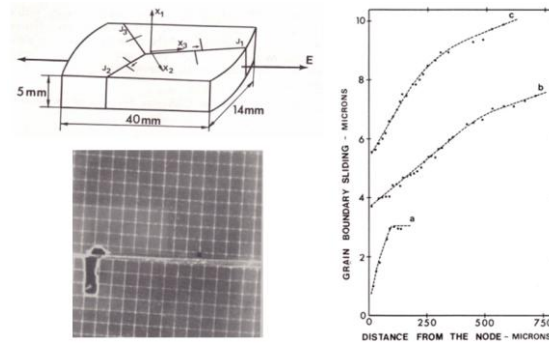 x₁
J₃
x₃
J₁
J₂
x₂
E
5mm
40mm
14mm
GRAIN BOUNDARY SLIDING - MICRONS
10
8
6
4
2
0
c
b
a
0
250
500
750
DISTANCE FROM THE NODE - MICRONS